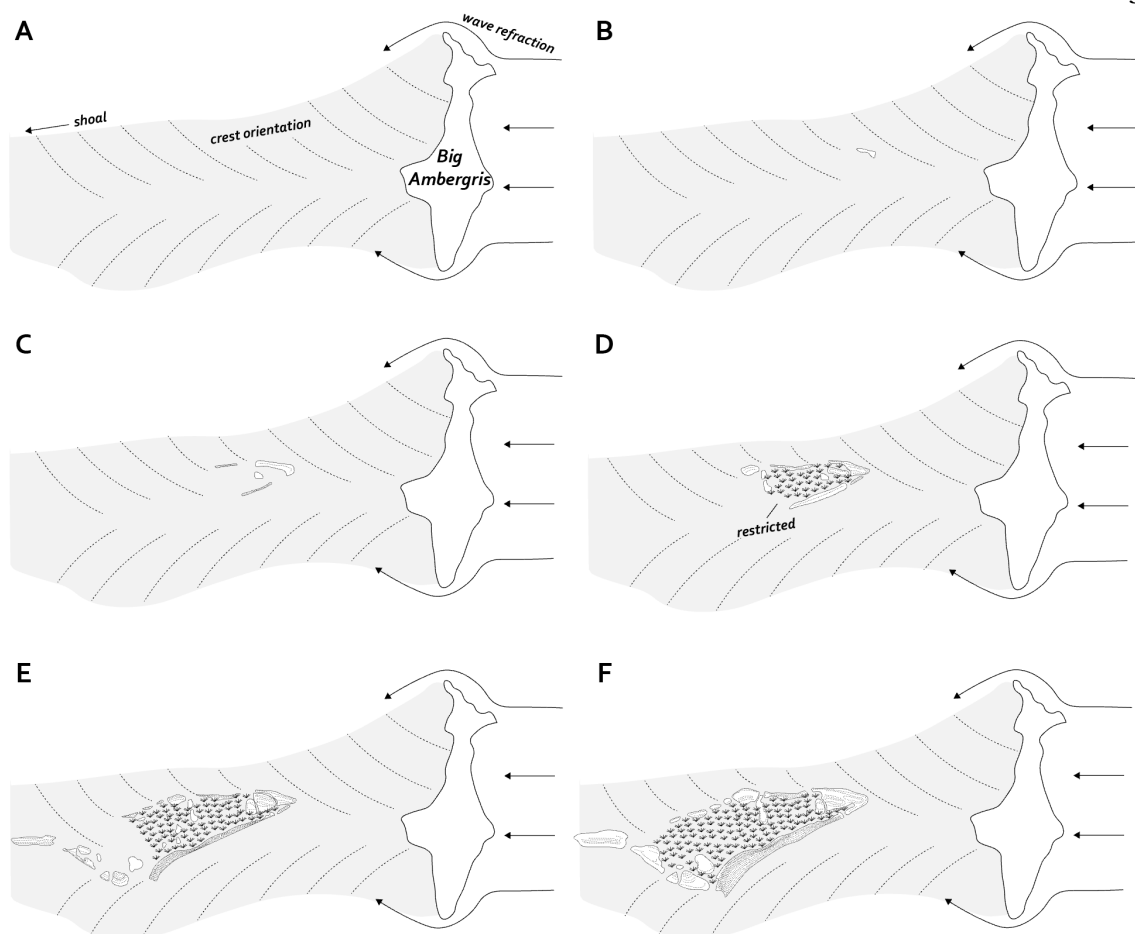 A
wave refraction
shoal
crest orientation
Big
Ambergris
B
C
D
restricted
E
F